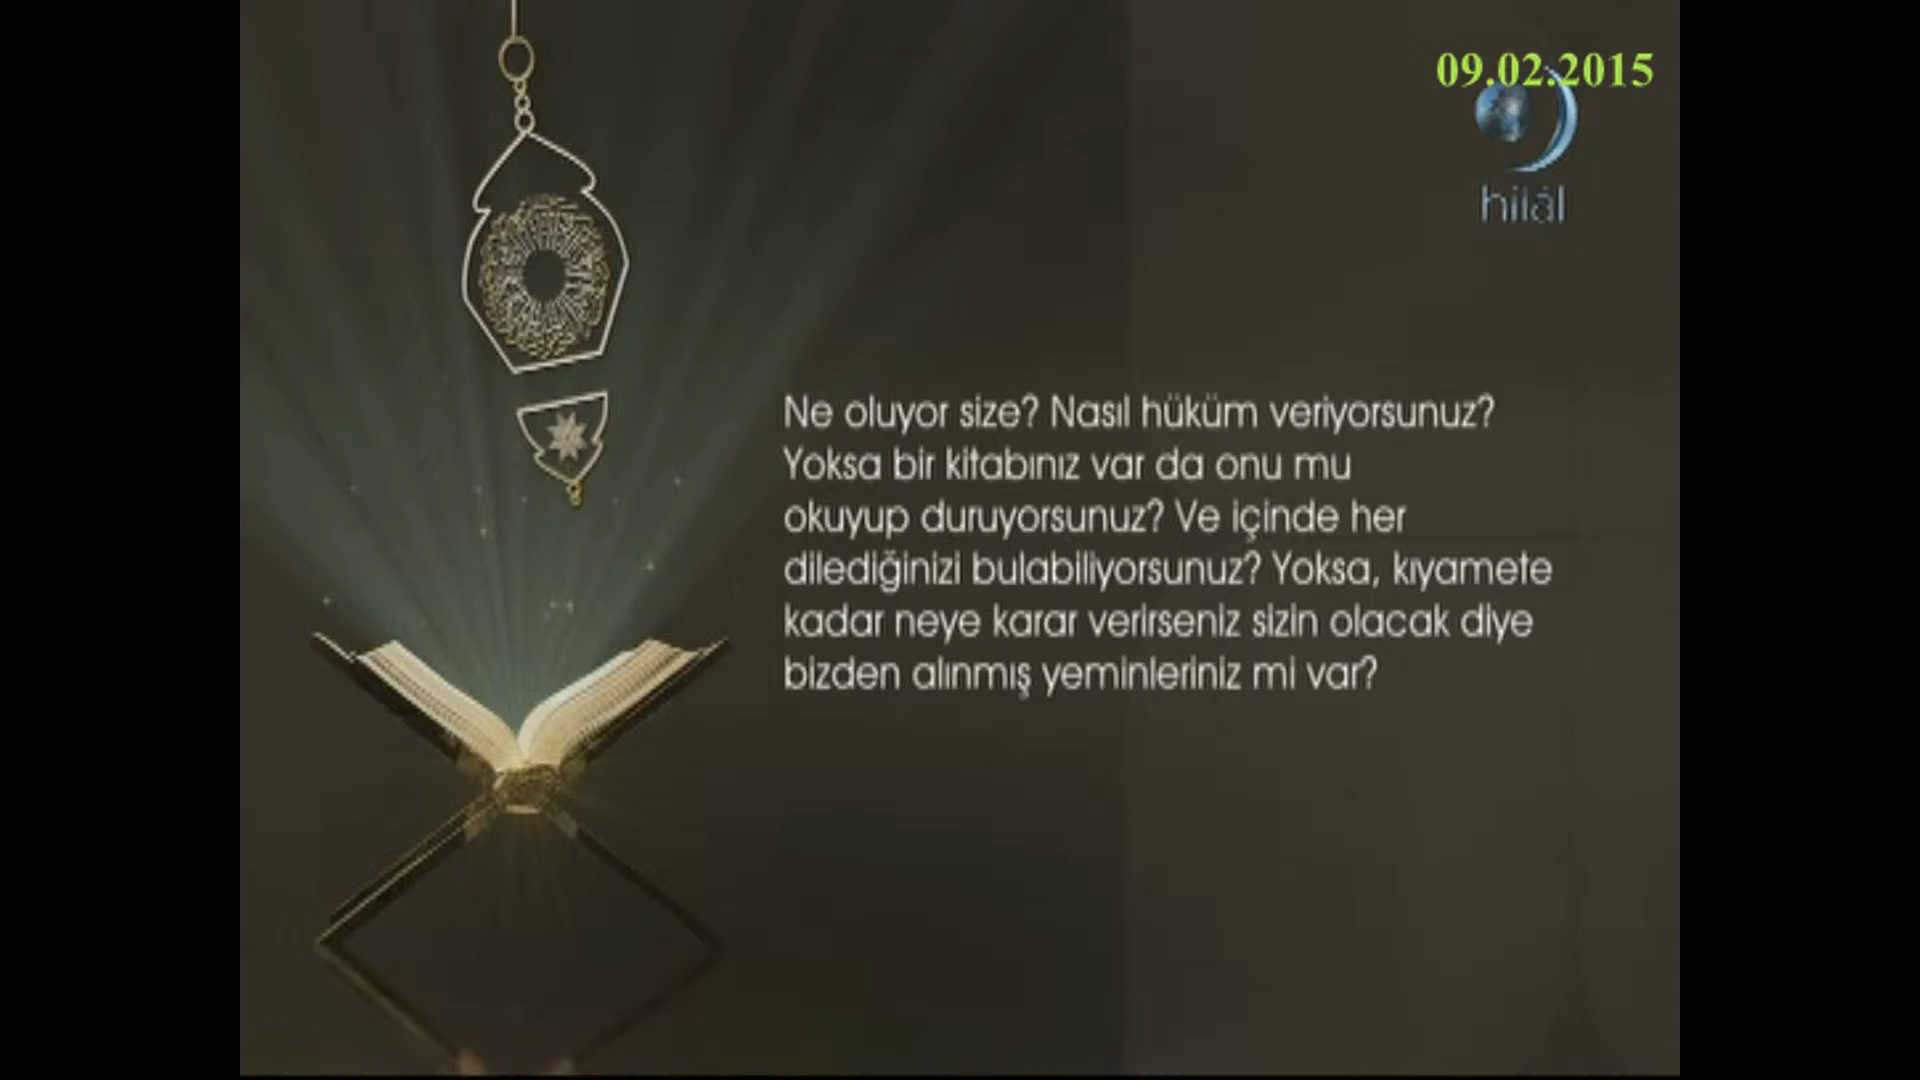 09.02.2015
hilâl
Ne oluyor size? Nasıl hüküm veriyorsunuz?
Yoksa bir kitabınız var da onu mu
okuyup duruyorsunuz? Ve içinde her
dilediğinizi bulabiliyorsunuz? Yoksa, kıyamete
kadar neye karar verirseniz sizin olacak diye
bizden alınmış yeminleriniz mi var?